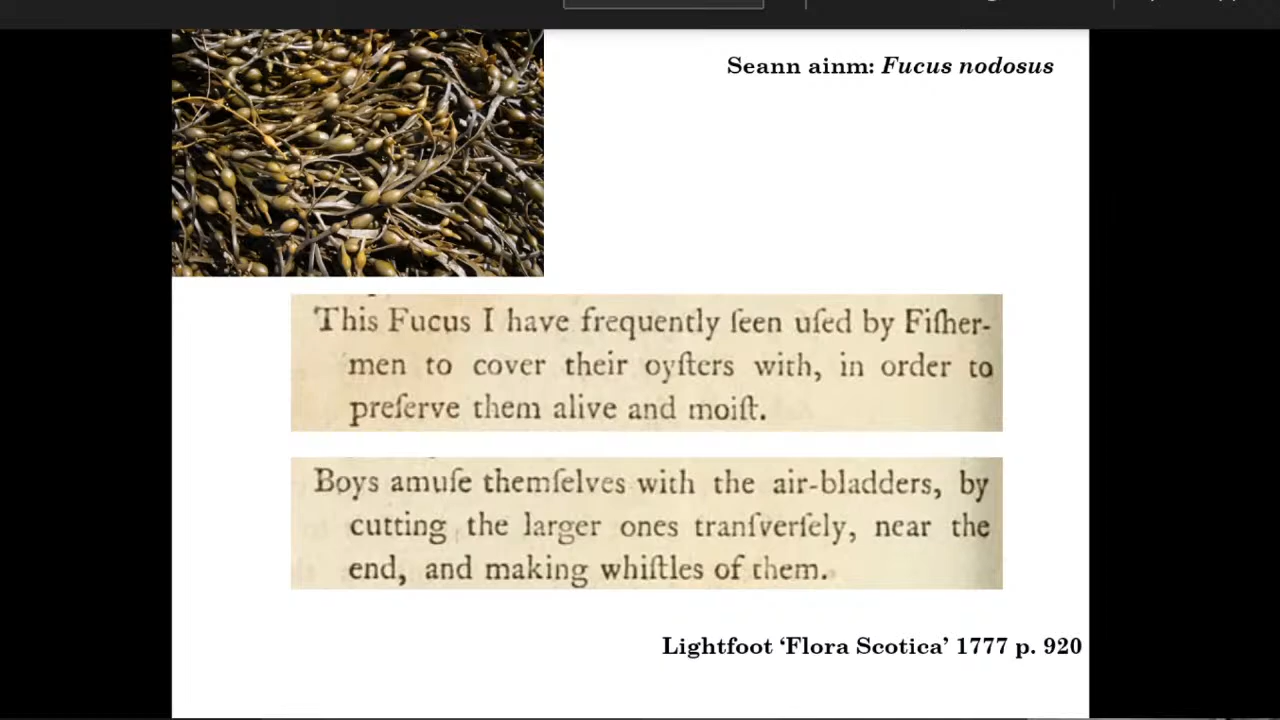 Seann ainm: Fucus nodosus
This Fucus I have frequently ſeen uſed by Fiſher-
men to cover their oyſters with, in order to
preſerve them alive and moiſt.
Boys amuſe themſelves with the air-bladders, by
cutting the larger ones tranſverſely, near the
end, and making whiſtles of them.
Lightfoot ‘Flora Scotica’ 1777 p. 920